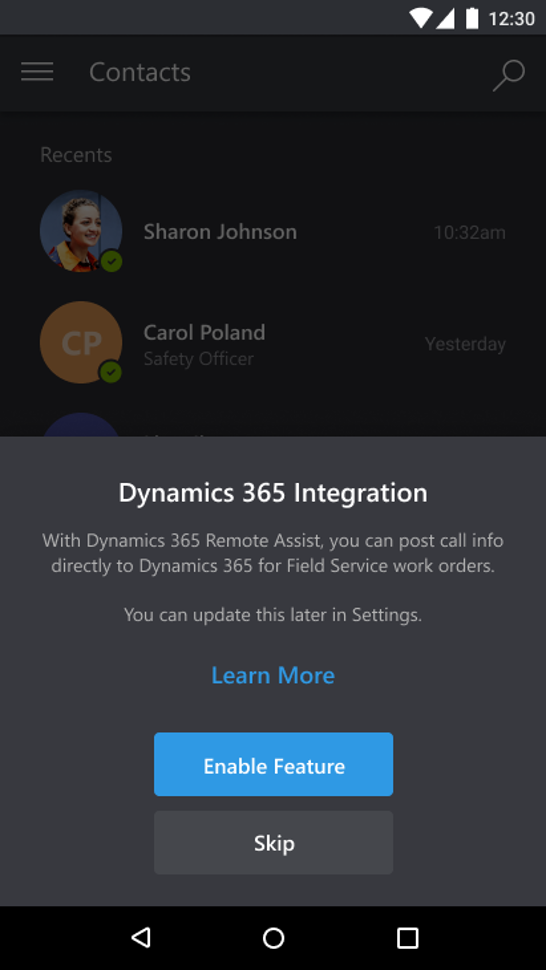 12:30
Contacts
Recents
Sharon Johnson 10:32am
CP Carol Poland Yesterday
Safety Officer
Dynamics 365 Integration
With Dynamics 365 Remote Assist, you can post call info
directly to Dynamics 365 for Field Service work orders.
You can update this later in Settings.
Learn More
Enable Feature
Skip